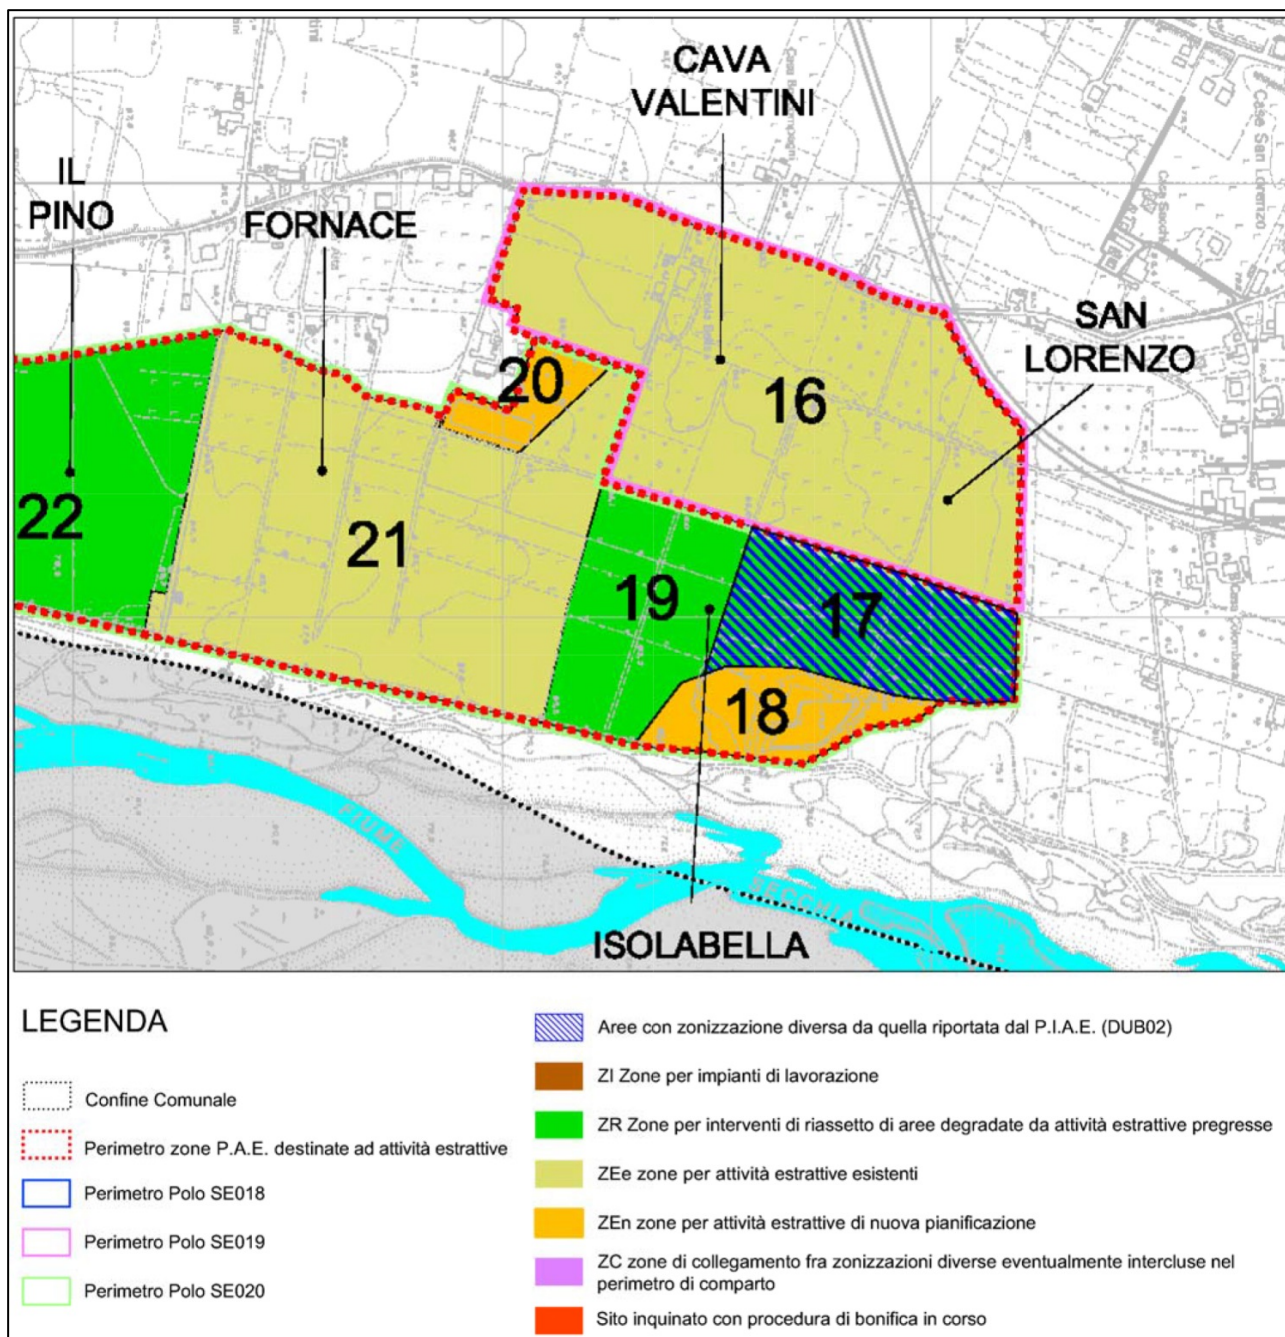 CAVA
VALENTINI
IL
PINO
FORNACE
SAN
LORENZO
Case San Lorenzo
20
16
22
21
19
17
18
FIUME
SECCHIA
ISOLABELLA
LEGENDA
Confine Comunale
Perimetro zone P.A.E. destinate ad attività estrattive
Perimetro Polo SE018
Perimetro Polo SE019
Perimetro Polo SE020
Aree con zonizzazione diversa da quella riportata dal P.I.A.E. (DUB02)
ZI Zone per impianti di lavorazione
ZR Zone per interventi di riassetto di aree degradate da attività estrattive pregresse
ZEe zone per attività estrattive esistenti
ZEn zone per attività estrattive di nuova pianificazione
ZC zone di collegamento fra zonizzazioni diverse eventualmente intercluse nel
perimetro di comparto
Sito inquinato con procedura di bonifica in corso